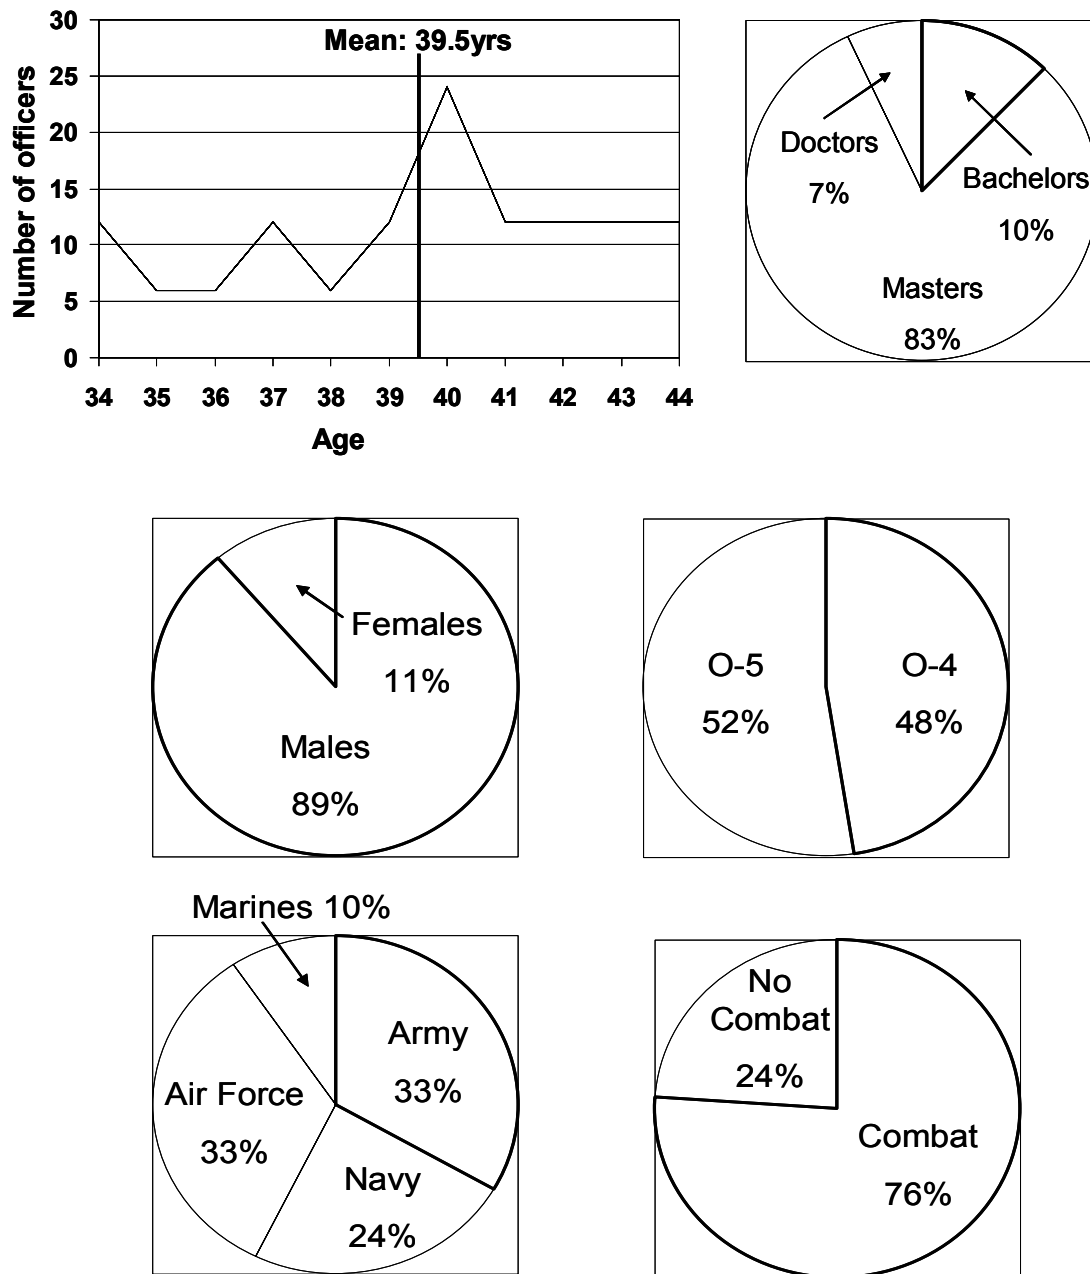 30
25
20
15
10
5
0
Number of officers
Mean: 39.5yrs
34 35 36 37 38 39 40 41 42 43 44
Age
Doctors
7%
Bachelors
10%
Masters
83%
Females
11%
Males
89%
O-5
52%
O-4
48%
Marines 10%
Army
33%
Air Force
33%
Navy
24%
No
Combat
24%
Combat
76%